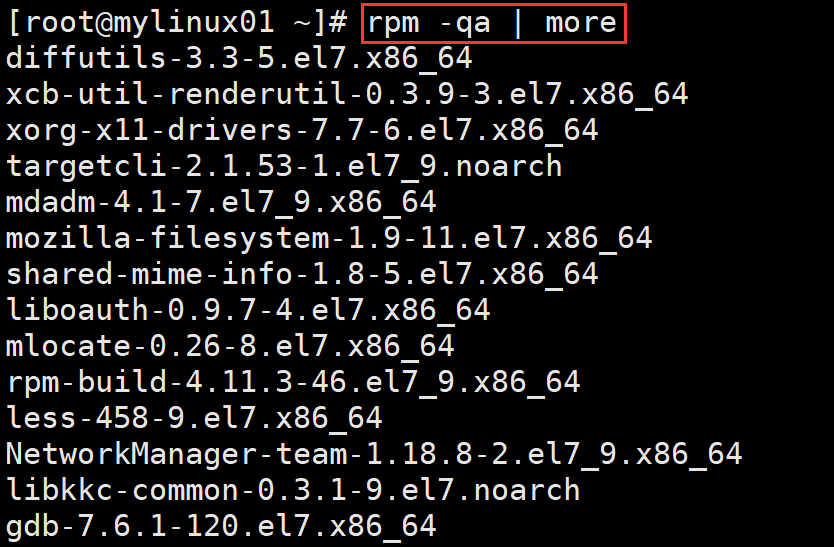 [root@mylinux01 ~]# rpm -qa | more
diffutils-3.3-5.el7.x86_64
xcb-util-renderutil-0.3.9-3.el7.x86_64
xorg-x11-drivers-7.7-6.el7.x86_64
targetcli-2.1.53-1.el7_9.noarch
mdadm-4.1-7.el7_9.x86_64
mozilla-filesystem-1.9-11.el7.x86_64
shared-mime-info-1.8-5.el7.x86_64
liboauth-0.9.7-4.el7.x86_64
mlocate-0.26-8.el7.x86_64
rpm-build-4.11.3-46.el7_9.x86_64
less-458-9.el7.x86_64
NetworkManager-team-1.18.8-2.el7_9.x86_64
libkkc-common-0.3.1-9.el7.noarch
gdb-7.6.1-120.el7.x86_64